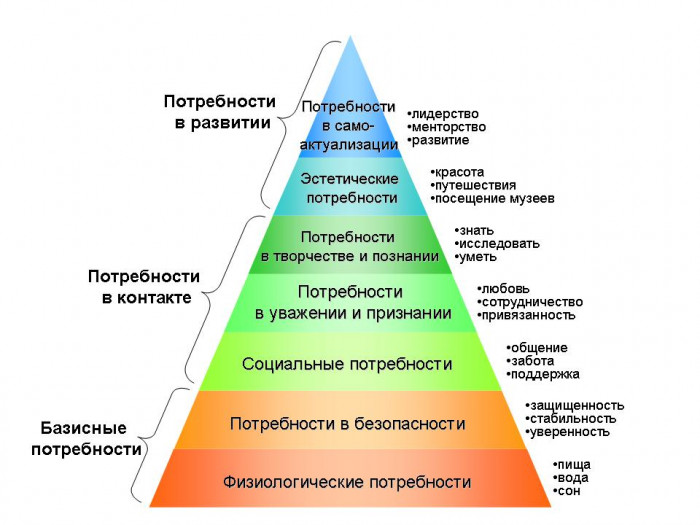 Потребности
в развитии
Потребности
в само-
актуализации
•лидерство
•менторство
•развитие
Эстетические
потребности
•красота
•путешествия
•посещение музеев
Потребности
в контакте
Потребности
в творчестве и познании
•знать
•исследовать
•уметь
Потребности
в уважении и признании
•любовь
•сотрудничество
•привязанность
Социальные потребности
•общение
•забота
•поддержка
Базисные
потребности
Потребности в безопасности
•защищенность
•стабильность
•уверенность
Физиологические потребности
•пища
•вода
•сон